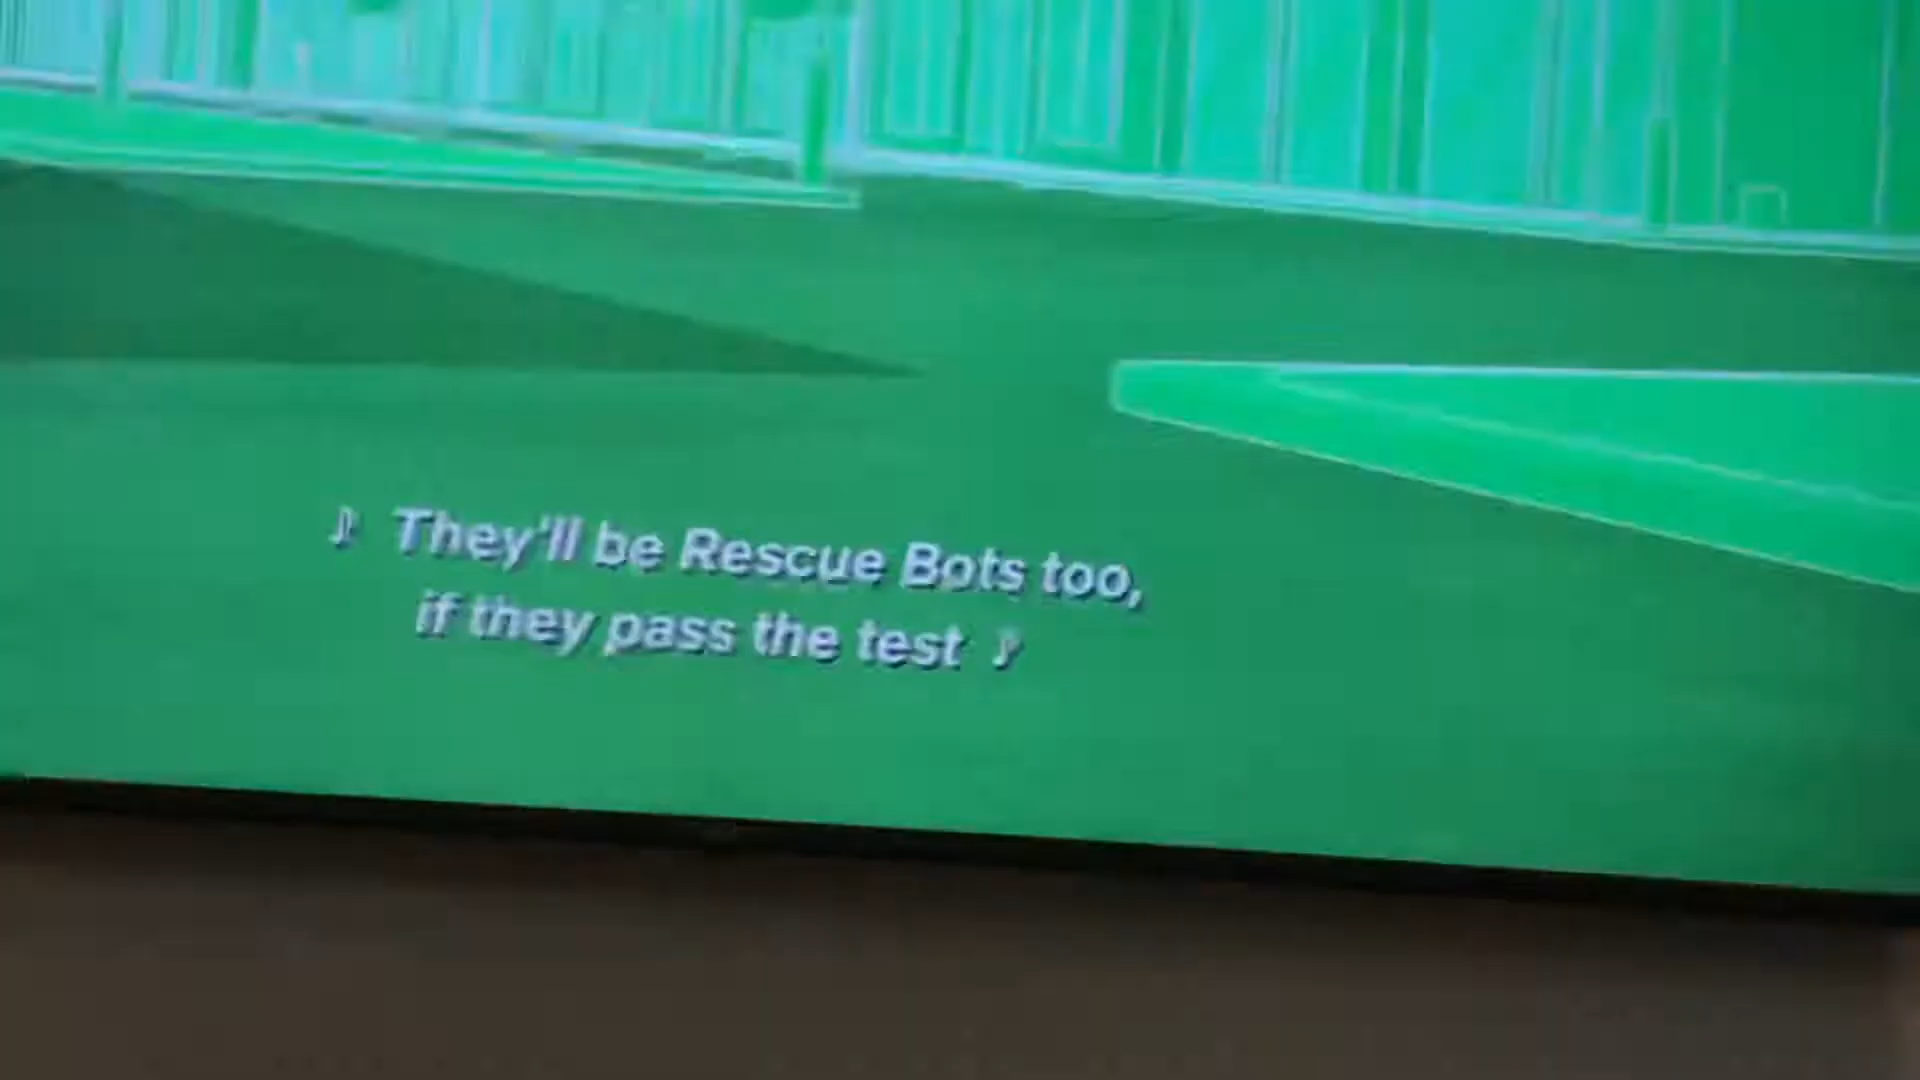 ♪ They'll be Rescue Bots too,
if they pass the test ♪